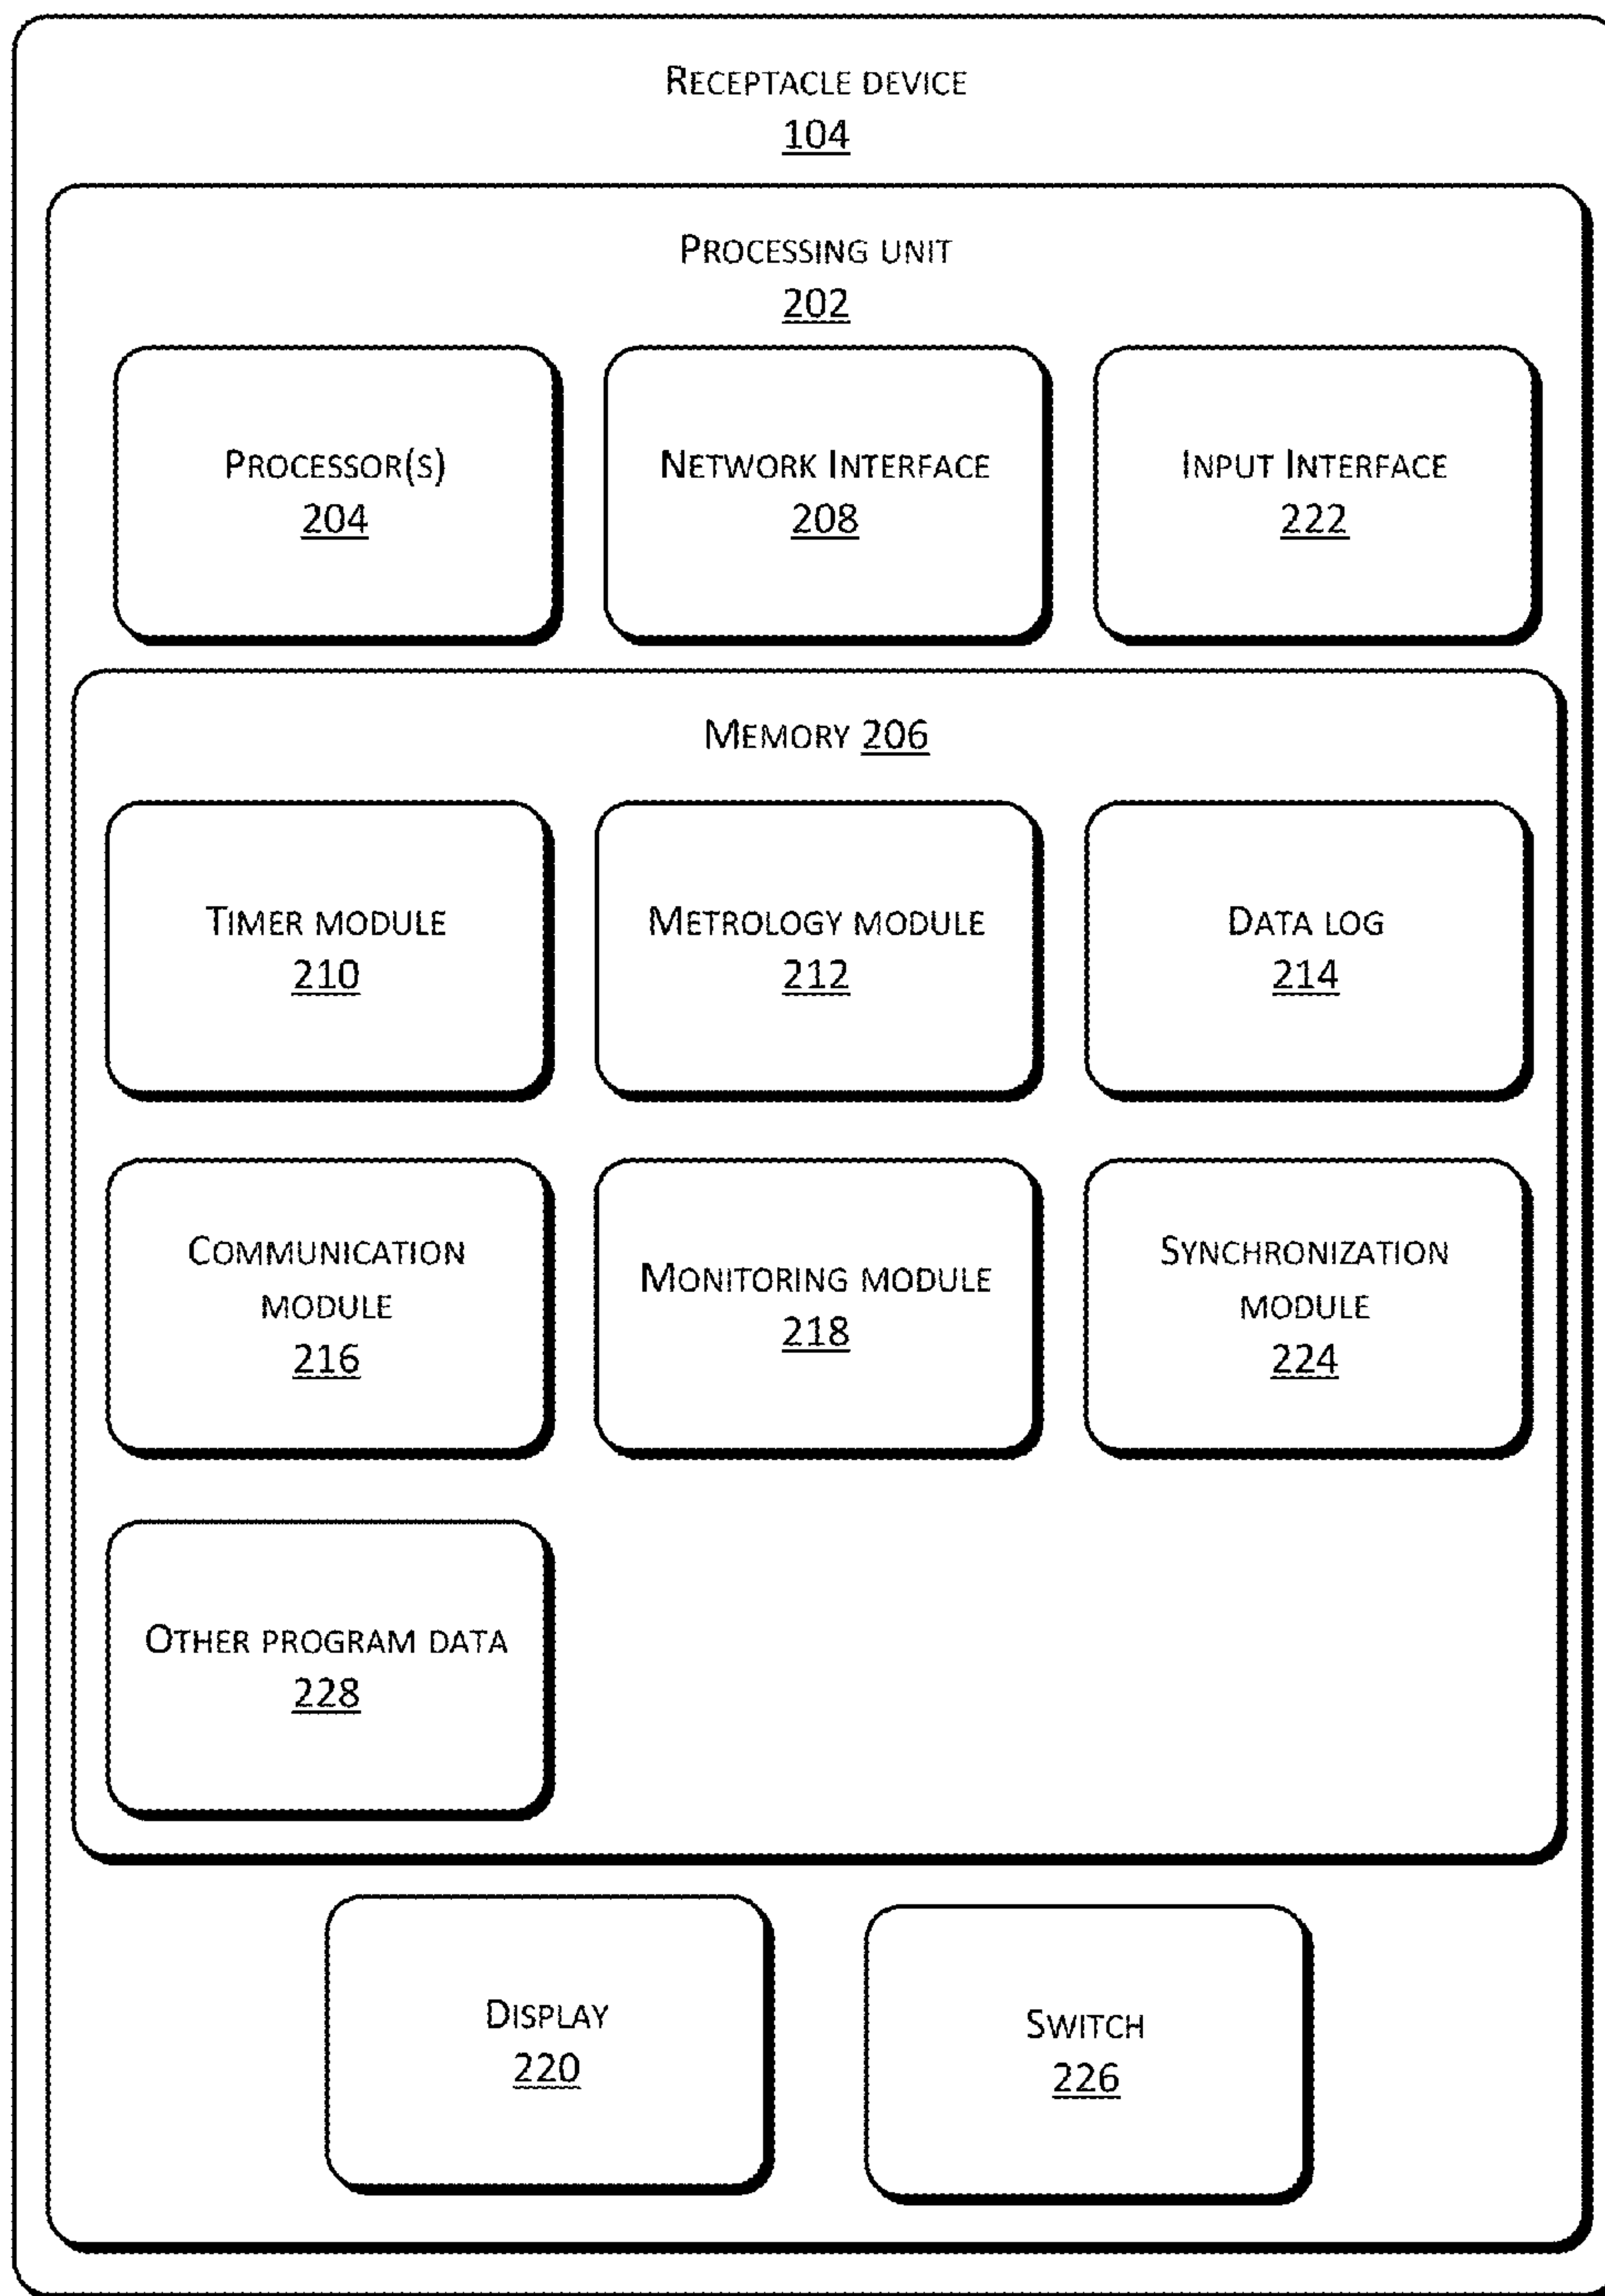 RECEPTACLE DEVICE
104
PROCESSING UNIT
202
PROCESSOR(S)
204
NETWORK INTERFACE
208
INPUT INTERFACE
222
MEMORY 206
TIMER MODULE
210
METROLOGY MODULE
212
DATA LOG
214
COMMUNICATION
MODULE
216
MONITORING MODULE
218
SYNCHRONIZATION
MODULE
224
OTHER PROGRAM DATA
228
DISPLAY
220
SWITCH
226